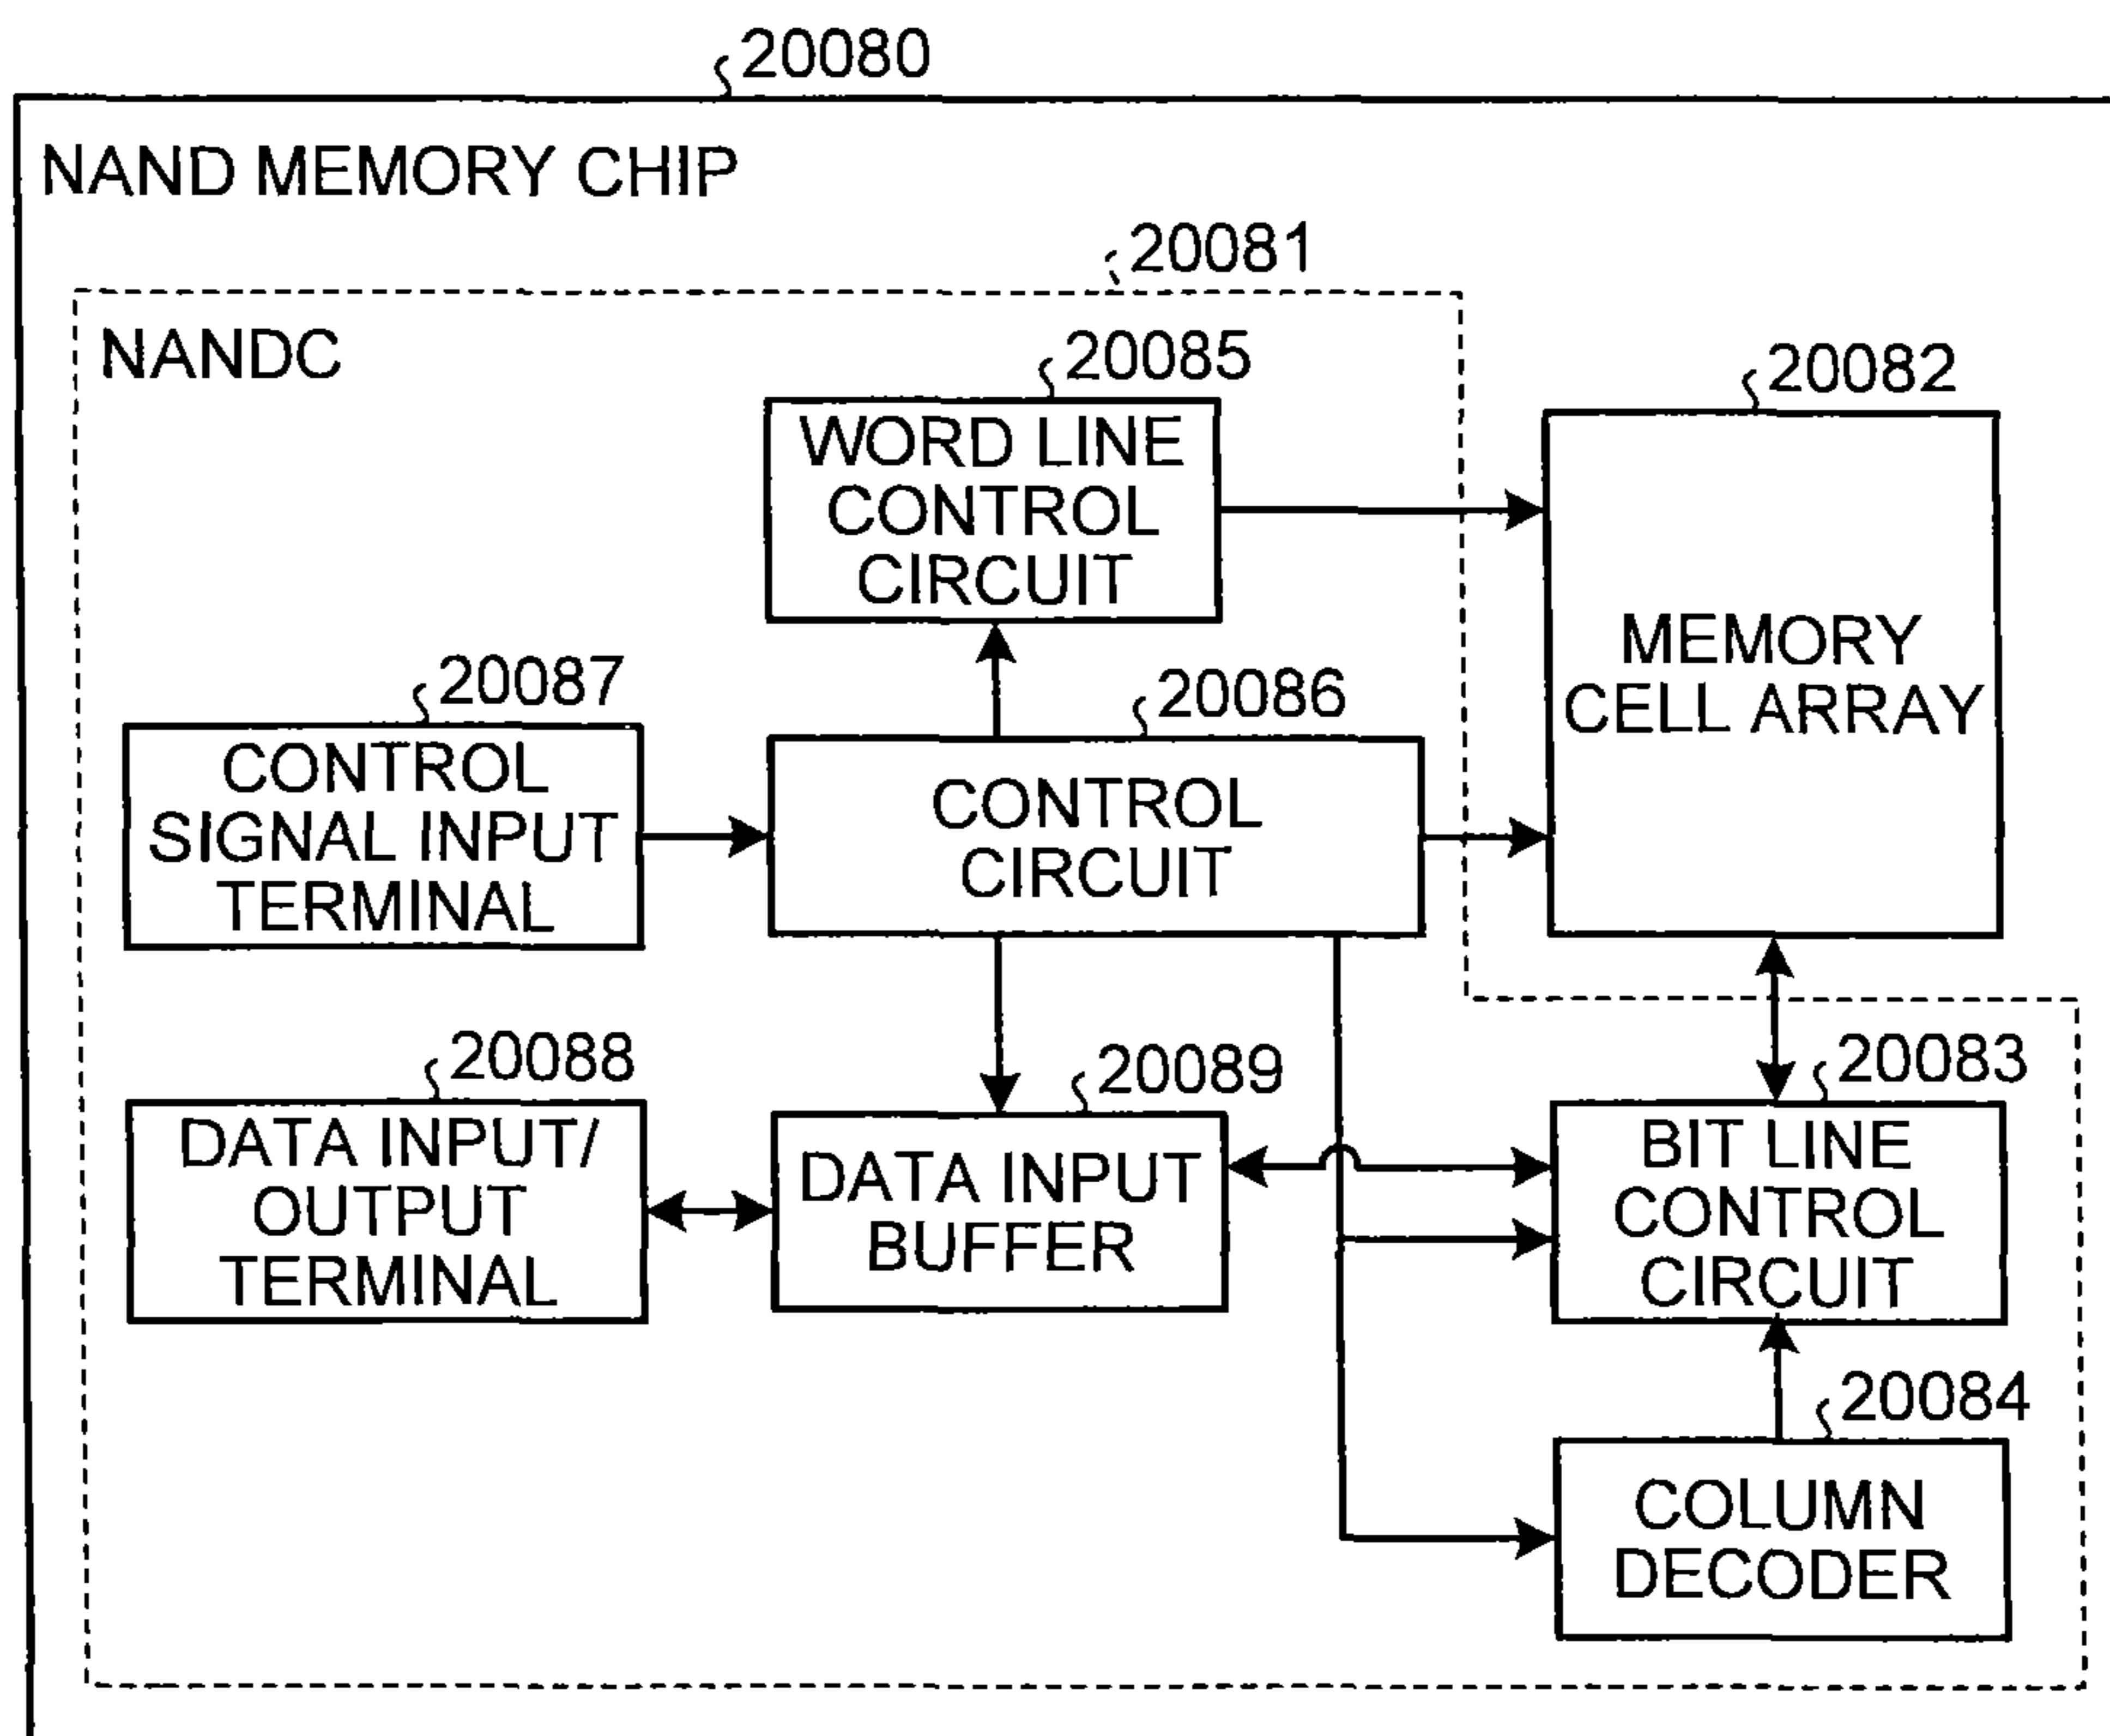 20080
NAND MEMORY CHIP
20081
NANDC
20085
WORD LINE
CONTROL
CIRCUIT
20082
MEMORY
CELL ARRAY
20087
CONTROL
SIGNAL INPUT
TERMINAL
20086
CONTROL
CIRCUIT
20088
DATA INPUT/
OUTPUT
TERMINAL
20089
DATA INPUT
BUFFER
20083
BIT LINE
CONTROL
CIRCUIT
20084
COLUMN
DECODER